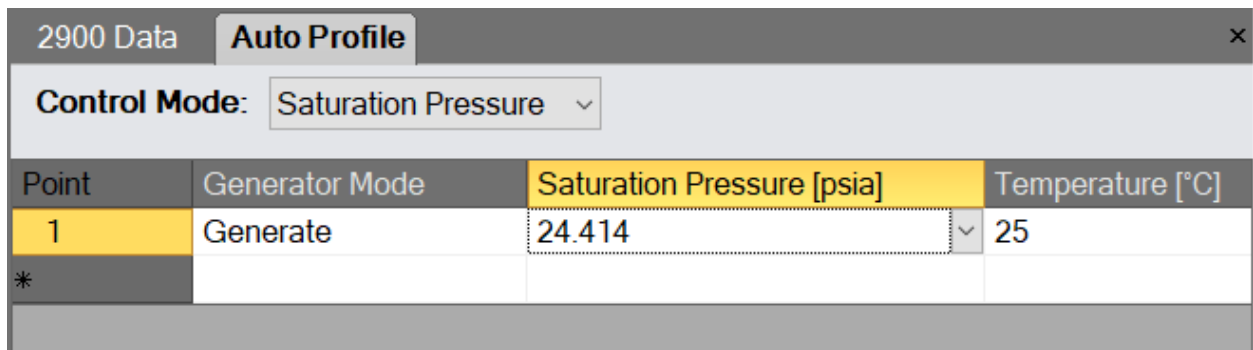 2900 Data Auto Profile ×
Control Mode: Saturation Pressure
Point Generator Mode Saturation Pressure [psia] Temperature [°C]
1 Generate 24.414 25
*